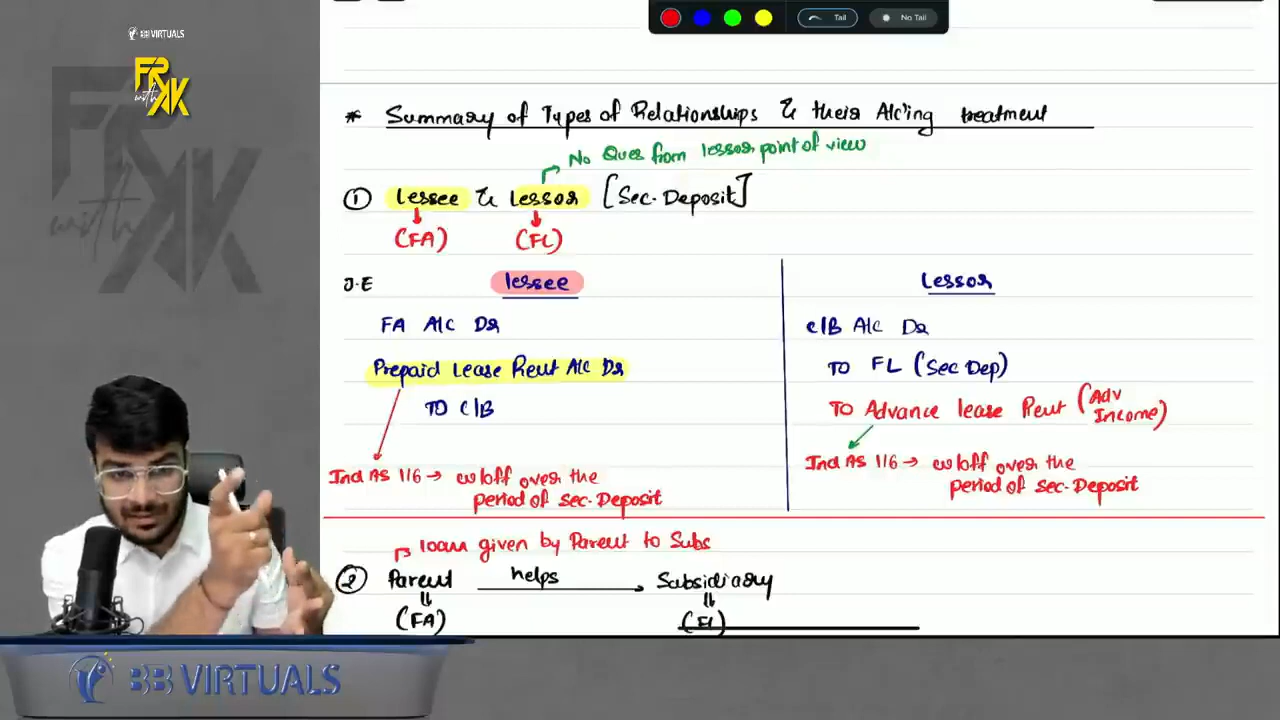 BB VIRTUALS
FR
with AK
Tail
No Tail
* Summary of Types of Relationships & their A/c'ing treatment
No Ques from lessor point of view
① lessee & lessor [Sec. Deposit]
(FA) (FL)
J.E lessee
FA A/c Dr
Prepaid Lease Rent A/c Dr
TO C/B
Ind AS 116 → w/off over the
period of Sec. Deposit
Lessor
C/B A/c Dr
TO FL (Sec Dep)
TO Advance lease Rent (Adv Income)
Ind AS 116 → w/off over the
period of Sec. Deposit
loan given by Parent to Subs
② Parent helps Subsidiary
(FA) (FL)
BB VIRTUALS